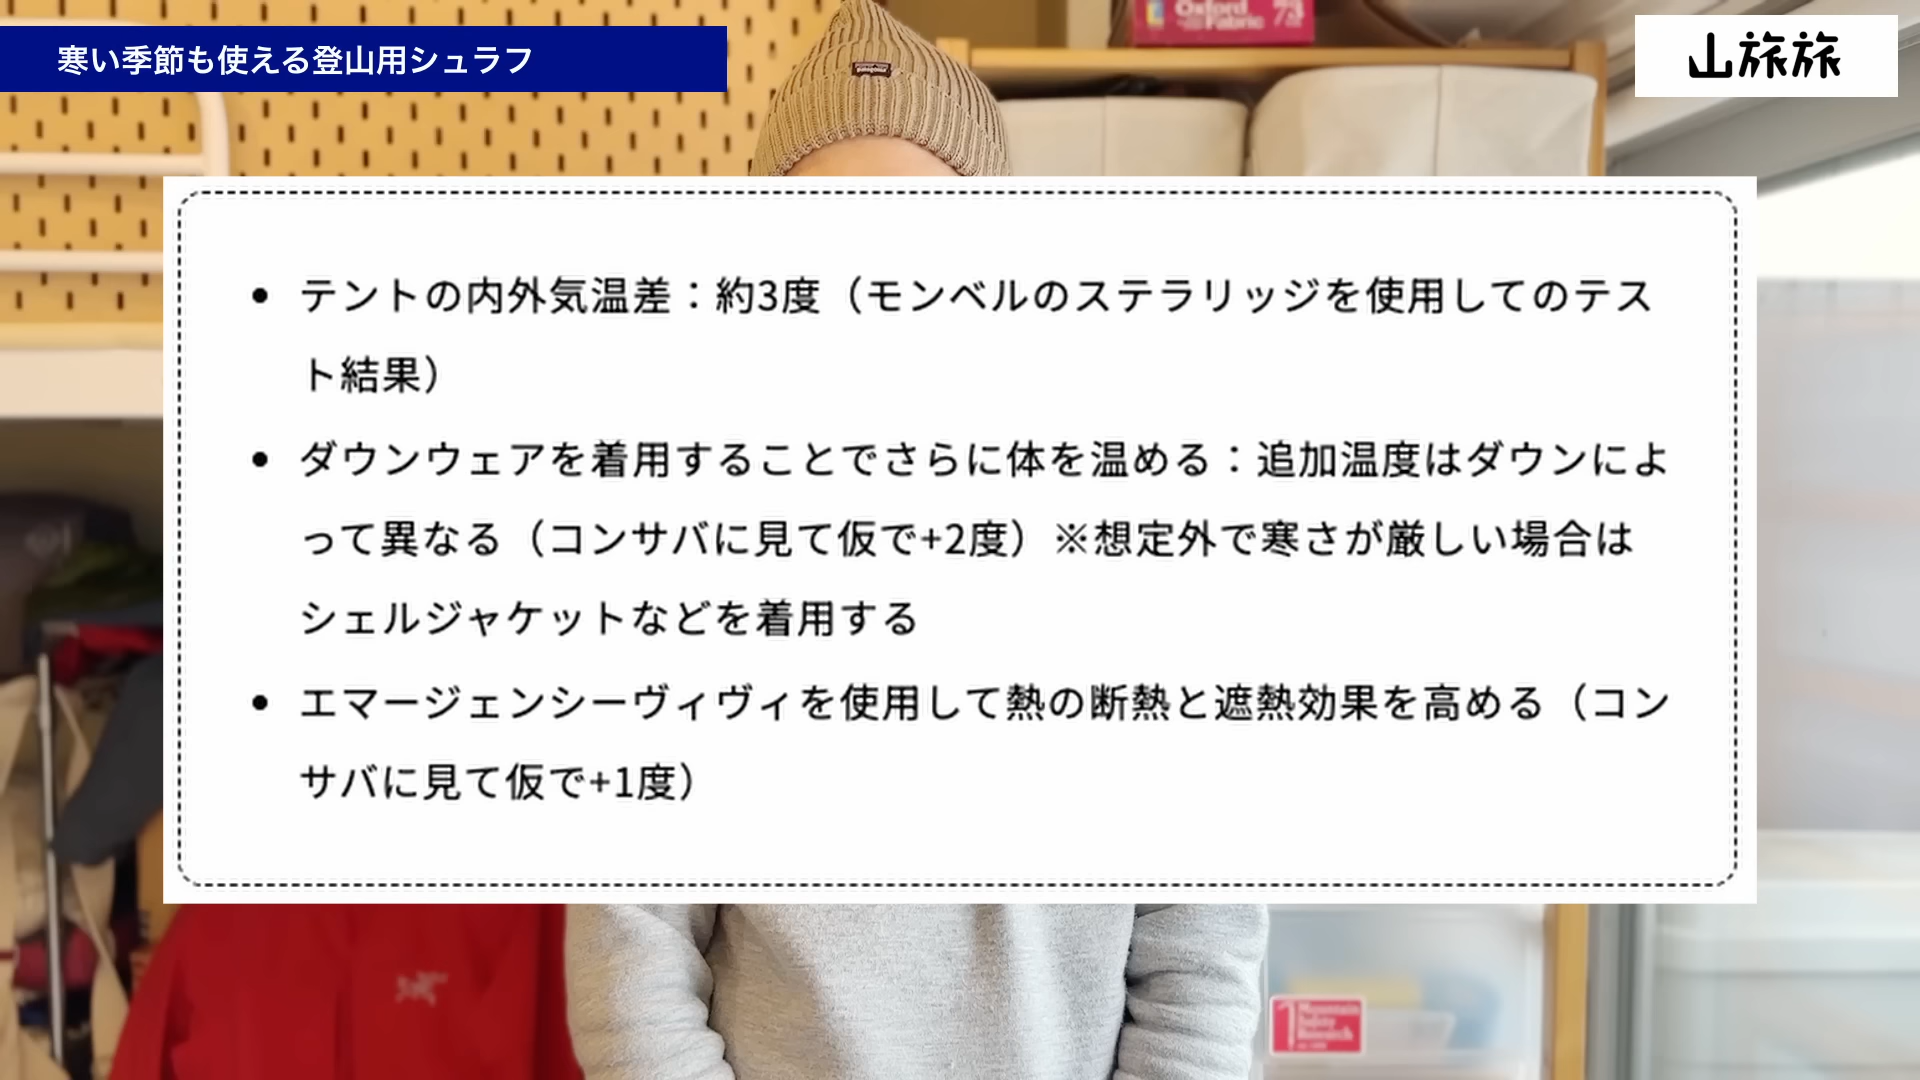 寒い季節も使える登山用シュラフ
山旅旅
Oxford
Fabric 73
• テントの内外気温差：約3度（モンベルのステラリッジを使用してのテス
ト結果）
• ダウンウェアを着用することでさらに体を温める：追加温度はダウンによ
って異なる（コンサバに見て仮で+2度）※想定外で寒さが厳しい場合は
シェルジャケットなどを着用する
• エマージェンシーヴィヴィを使用して熱の断熱と遮熱効果を高める（コン
サバに見て仮で+1度）